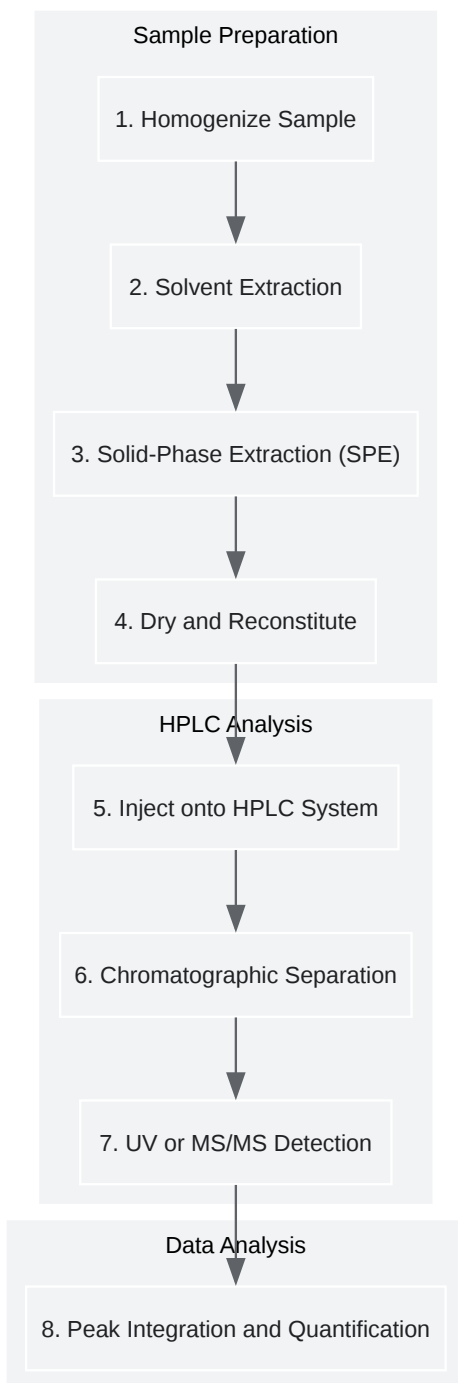 Sample Preparation
1. Homogenize Sample
2. Solvent Extraction
3. Solid-Phase Extraction (SPE)
4. Dry and Reconstitute
HPLC Analysis
5. Inject onto HPLC System
6. Chromatographic Separation
7. UV or MS/MS Detection
Data Analysis
8. Peak Integration and Quantification